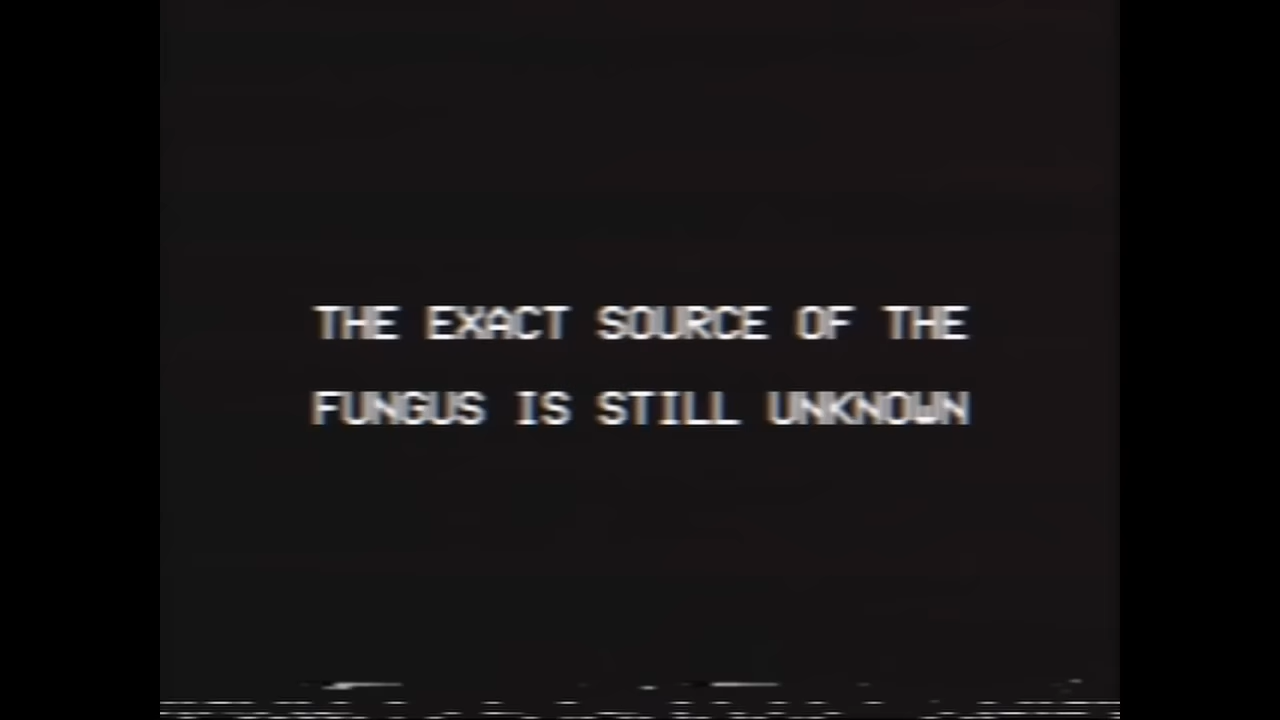 THE EXACT SOURCE OF THE
FUNGUS IS STILL UNKNOWN